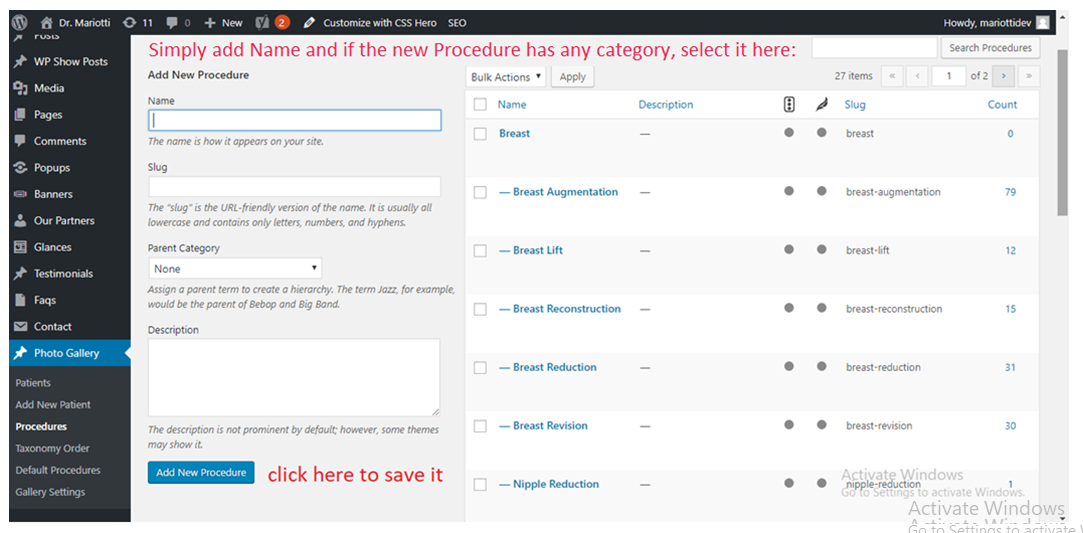 Dr. Mariotti 11 0 New 2 Customize with CSS Hero SEO Howdy, mariottidev
Posts
WP Show Posts
Media
Pages
Comments
Popups
Banners
Our Partners
Glances
Testimonials
Faqs
Contact
Photo Gallery
Patients
Add New Patient
Procedures
Taxonomy Order
Default Procedures
Gallery Settings
Simply add Name and if the new Procedure has any category, select it here:
Add New Procedure
Name
The name is how it appears on your site.
Slug
The "slug" is the URL-friendly version of the name. It is usually all
lowercase and contains only letters, numbers, and hyphens.
Parent Category
None
Assign a parent term to create a hierarchy. The term Jazz, for example,
would be the parent of Bebop and Big Band.
Description
The description is not prominent by default; however, some themes
may show it.
Add New Procedure click here to save it
Search Procedures
Bulk Actions Apply 27 items « ‹ 1 of 2 › »
Name Description Slug Count
Breast — breast 0
— Breast Augmentation — breast-augmentation 79
— Breast Lift — breast-lift 12
— Breast Reconstruction — breast-reconstruction 15
— Breast Reduction — breast-reduction 31
— Breast Revision — breast-revision 30
— Nipple Reduction — nipple-reduction 1
Activate Windows
Go to Settings to activate Windows.
Activate Windows
Activate Windows
Go to Settings to activate